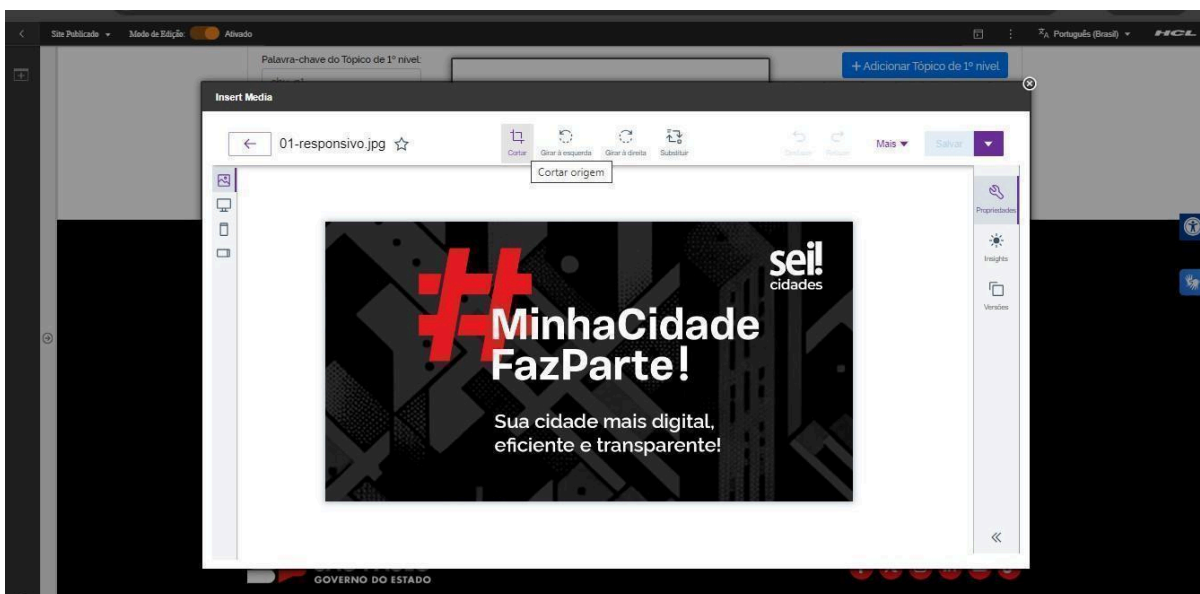 Site Publicado
Modo de Edição:
Ativado
Português (Brasil)
HCL
Palavra-chave do Tópico de 1º nível:
+ Adicionar Tópico de 1º nível
Insert Media
01-responsivo.jpg
Cortar
Girar à esquerda
Girar à direita
Substituir
Mais
Salvar
Cortar origem
Propriedades
Insights
Versões
sei!
cidades
#MinhaCidade
FazParte!
Sua cidade mais digital,
eficiente e transparente!
GOVERNO DO ESTADO